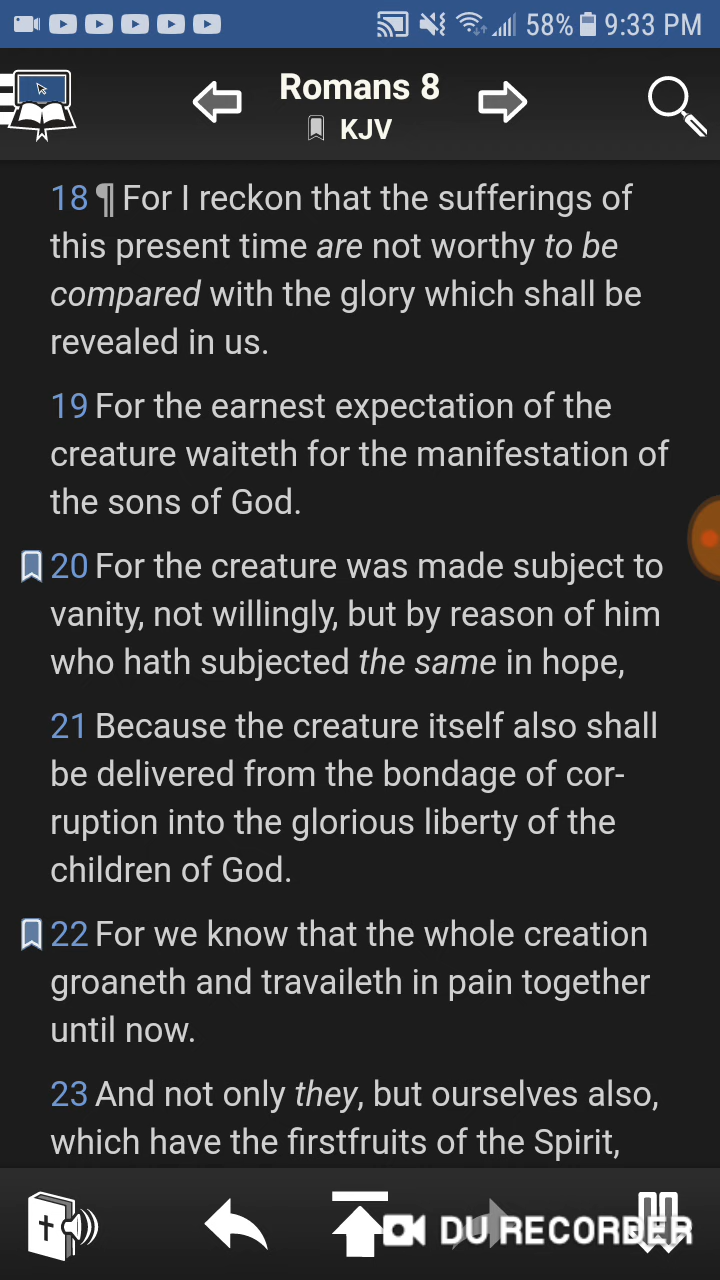 58% 9:33 PM
Romans 8
KJV
18 ¶ For I reckon that the sufferings of
this present time are not worthy to be
compared with the glory which shall be
revealed in us.
19 For the earnest expectation of the
creature waiteth for the manifestation of
the sons of God.
20 For the creature was made subject to
vanity, not willingly, but by reason of him
who hath subjected the same in hope,
21 Because the creature itself also shall
be delivered from the bondage of cor-
ruption into the glorious liberty of the
children of God.
22 For we know that the whole creation
groaneth and travaileth in pain together
until now.
23 And not only they, but ourselves also,
which have the firstfruits of the Spirit,
DU RECORDER